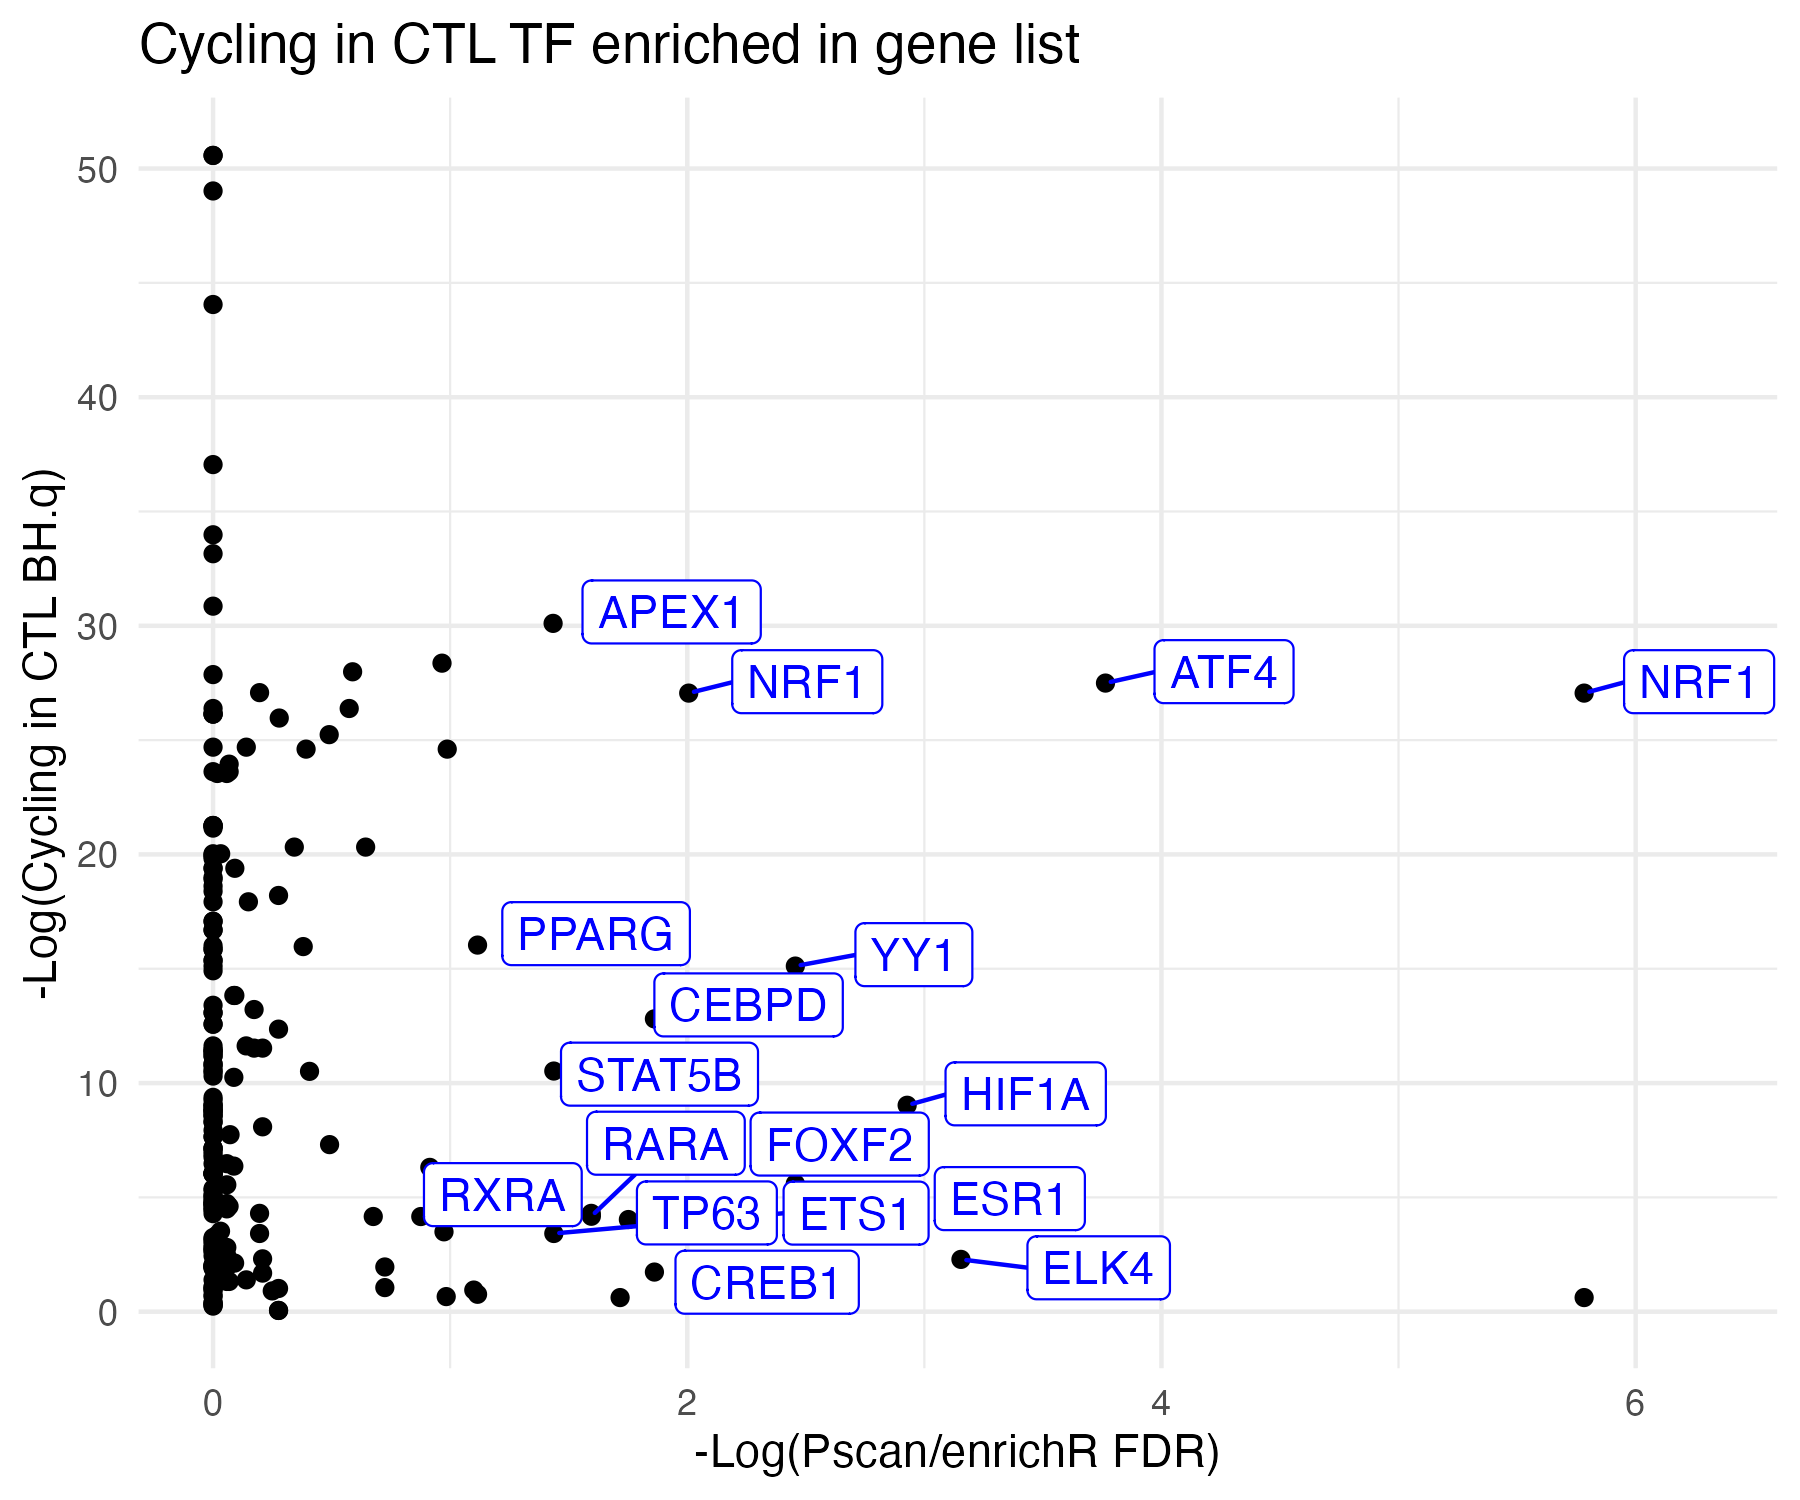 Cycling in CTL TF enriched in gene list
-Log(Cycling in CTL BH.q)
50
40
30
20
10
0
APEX1
NRF1
ATF4
NRF1
PPARG
YY1
CEBPD
STAT5B
HIF1A
RARA
FOXF2
RXRA
TP63
ETS1
ESR1
CREB1
ELK4
0
2
4
6
-Log(Pscan/enrichR FDR)